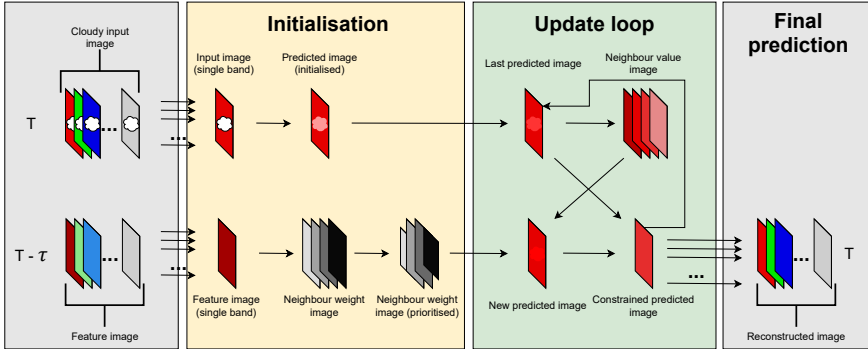 Initialisation
Update loop
Final
prediction
Cloudy input
image
Input image
(single band)
Predicted image
(initialised)
Last predicted image
Neighbour value
image
T
...
...
T - τ
...
...
...
...
T
Feature image
(single band)
Neighbour weight
image
Neighbour weight
image (prioritised)
New predicted image
Constrained predicted
image
Feature image
Reconstructed image